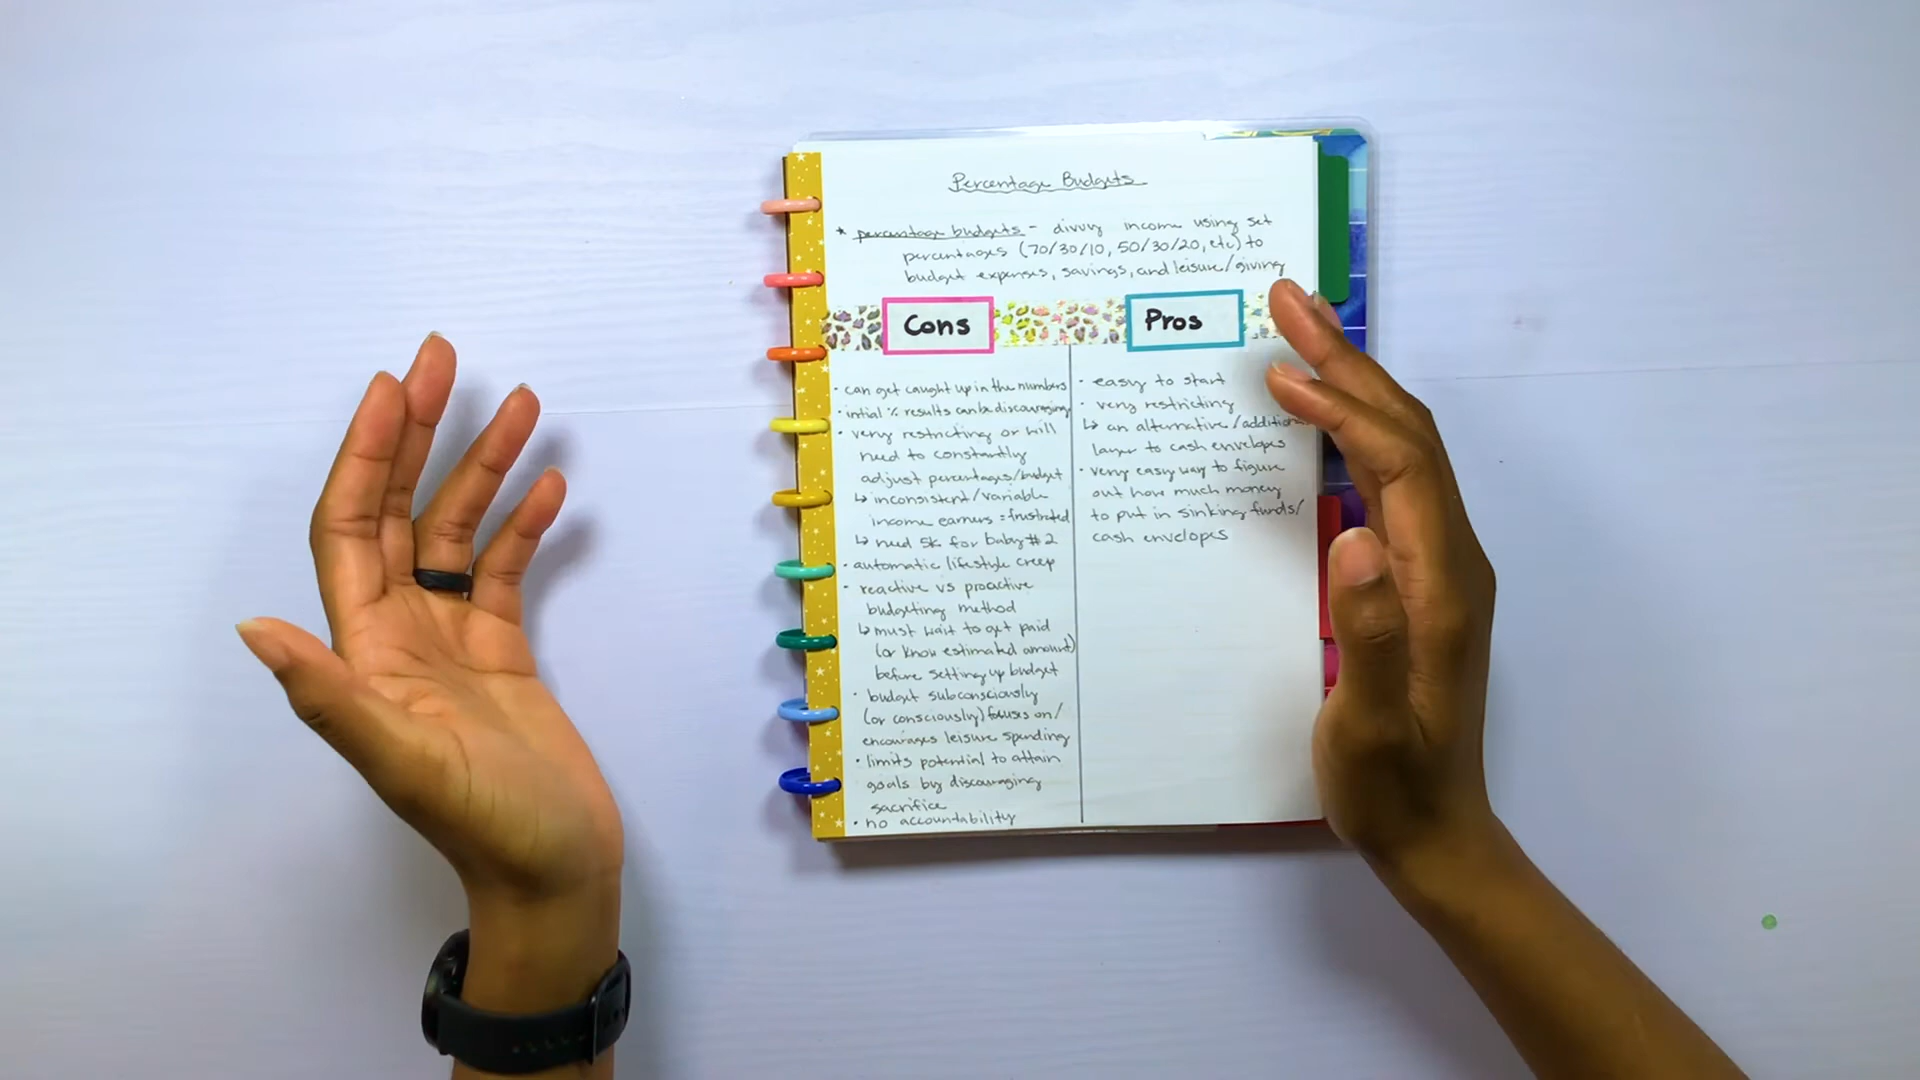 Percentage Budgets
* percentage budgets - divvy income using set
percentages (70/30/10, 50/30/20, etc) to
budget expenses, savings, and leisure/giving
Cons
· can get caught up in the numbers
· intial % results can be discouraging
· very restricting or will
need to constantly
adjust percentages/budget
↳ inconsistent/variable
income earners = frustrated
↳ need 5k for baby #2
· automatic lifestyle creep
· reactive vs proactive
budgeting method
↳ must wait to get paid
(or know estimated amount)
before setting up budget
· budget subconsciously
(or consciously) focuses on/
encourages leisure spending
· limits potential to attain
goals by discouraging
sacrifice
· no accountability
Pros
· easy to start
· very restricting
↳ an alternative/additional
layer to cash envelopes
· very easy way to figure
out how much money
to put in sinking funds/
cash envelopes